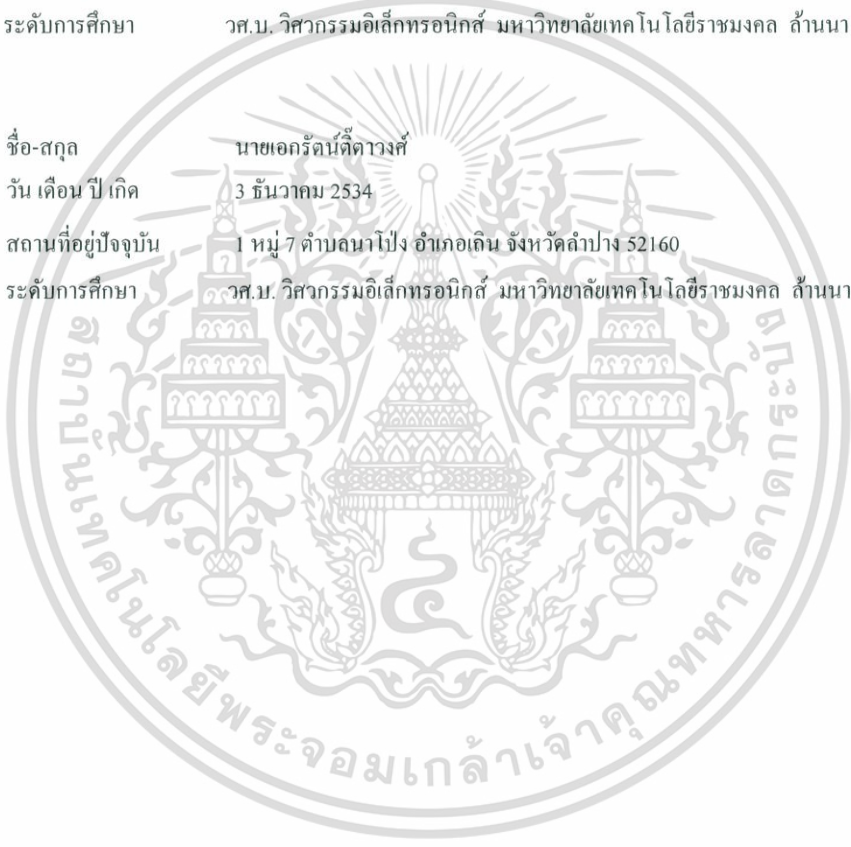 ระดับการศึกษา วศ.บ. วิศวกรรมอิเล็กทรอนิกส์ มหาวิทยาลัยเทคโนโลยีราชมงคล ล้านนา
ชื่อ-สกุล นายเอกรัตน์ติ๊ตาวงศ์
วัน เดือน ปี เกิด 3 ธันวาคม 2534
สถานที่อยู่ปัจจุบัน 1 หมู่ 7 ตำบลนาโป่ง อำเภอเถิน จังหวัดลำปาง 52160
ระดับการศึกษา วศ.บ. วิศวกรรมอิเล็กทรอนิกส์ มหาวิทยาลัยเทคโนโลยีราชมงคล ล้านนา
สถาบันเทคโนโลยีพระจอมเกล้าเจ้าคุณทหารลาดกระบัง